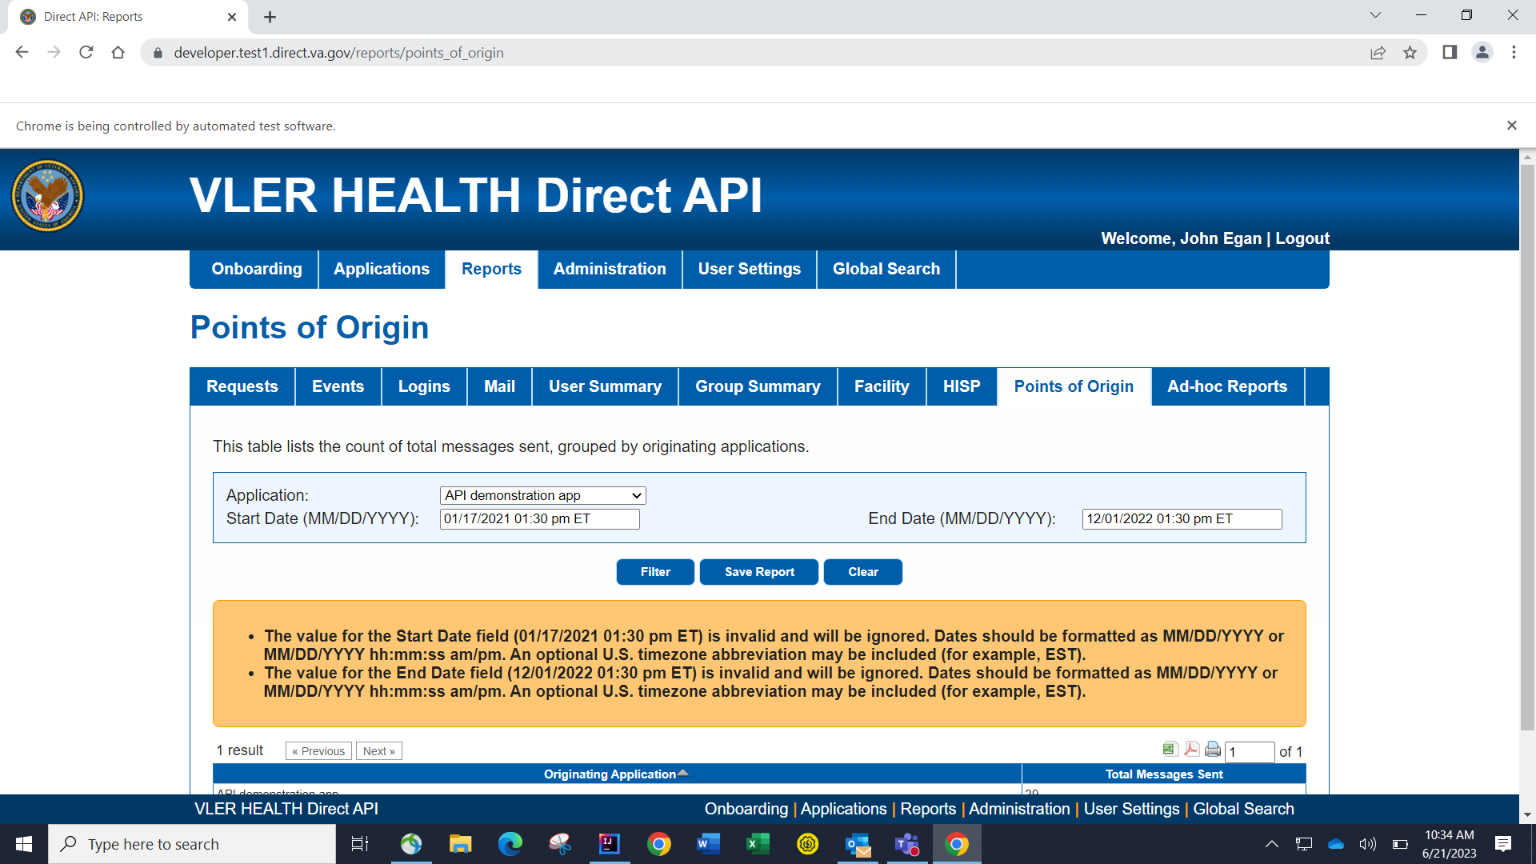 Direct API: Reports
developer.test1.direct.va.gov/reports/points_of_origin
Chrome is being controlled by automated test software.
VLER HEALTH Direct API
Welcome, John Egan | Logout
Onboarding Applications Reports Administration User Settings Global Search
Points of Origin
Requests Events Logins Mail User Summary Group Summary Facility HISP Points of Origin Ad-hoc Reports
This table lists the count of total messages sent, grouped by originating applications.
Application: API demonstration app
Start Date (MM/DD/YYYY): 01/17/2021 01:30 pm ET End Date (MM/DD/YYYY): 12/01/2022 01:30 pm ET
Filter Save Report Clear
• The value for the Start Date field (01/17/2021 01:30 pm ET) is invalid and will be ignored. Dates should be formatted as MM/DD/YYYY or
MM/DD/YYYY hh:mm:ss am/pm. An optional U.S. timezone abbreviation may be included (for example, EST).
• The value for the End Date field (12/01/2022 01:30 pm ET) is invalid and will be ignored. Dates should be formatted as MM/DD/YYYY or
MM/DD/YYYY hh:mm:ss am/pm. An optional U.S. timezone abbreviation may be included (for example, EST).
1 result « Previous Next » 1 of 1
Originating Application Total Messages Sent
API demonstration app
VLER HEALTH Direct API Onboarding | Applications | Reports | Administration | User Settings | Global Search
Type here to search
10:34 AM
6/21/2023